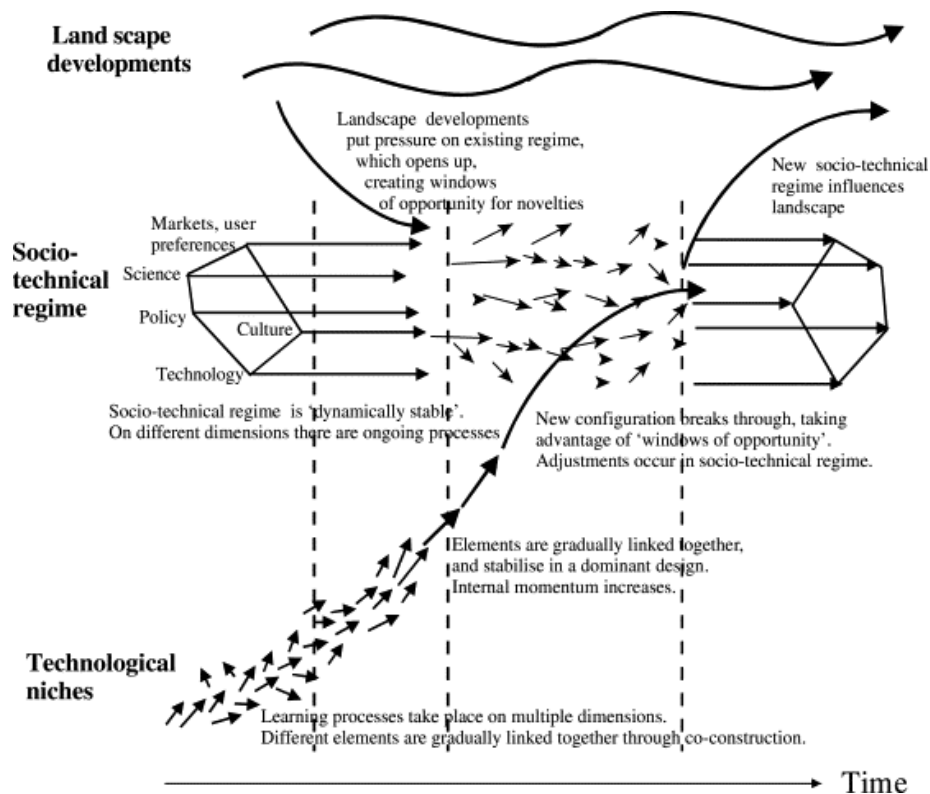 Land scape
developments
Landscape developments
put pressure on existing regime,
which opens up,
creating windows
of opportunity for novelties
New socio-technical
regime influences
landscape
Socio-
technical
regime
Markets, user
preferences
Science
Policy
Culture
Technology
Socio-technical regime is ‘dynamically stable’.
On different dimensions there are ongoing processes
New configuration breaks through, taking
advantage of ‘windows of opportunity’.
Adjustments occur in socio-technical regime.
Elements are gradually linked together,
and stabilise in a dominant design.
Internal momentum increases.
Technological
niches
Learning processes take place on multiple dimensions.
Different elements are gradually linked together through co-construction.
Time